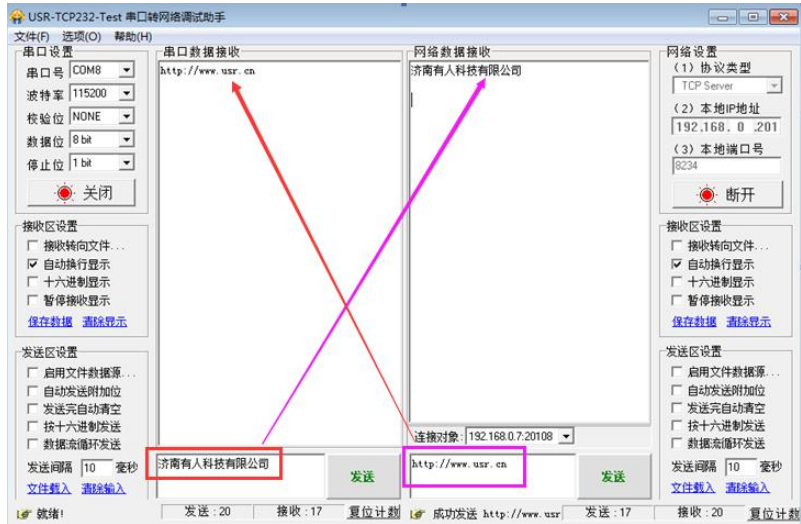 USR-TCP232-Test 串口转网络调试助手
文件(F) 选项(O) 帮助(H)
串口设置
串口号 COM8
波特率 115200
校验位 NONE
数据位 8 bit
停止位 1 bit
关闭
接收区设置
接收转向文件...
自动换行显示
十六进制显示
暂停接收显示
保存数据 清除显示
发送区设置
启用文件数据源...
自动发送附加位
发送完自动清空
按十六进制发送
数据流循环发送
发送间隔 10 毫秒
文件载入 清除输入
串口数据接收
http://www.usr.cn
济南有人科技有限公司
发送
网络数据接收
济南有人科技有限公司
连接对象: 192.168.0.7:20108
http://www.usr.cn
发送
网络设置
(1) 协议类型
TCP Server
(2) 本地IP地址
192.168. 0 .201
(3) 本地端口号
8234
断开
接收区设置
接收转向文件...
自动换行显示
十六进制显示
暂停接收显示
保存数据 清除显示
发送区设置
启用文件数据源...
自动发送附加位
发送完自动清空
按十六进制发送
数据流循环发送
发送间隔 10 毫秒
文件载入 清除输入
就绪! 发送:20 接收:17 复位计数
成功发送 http://www.usr 发送:17 接收:20 复位计数